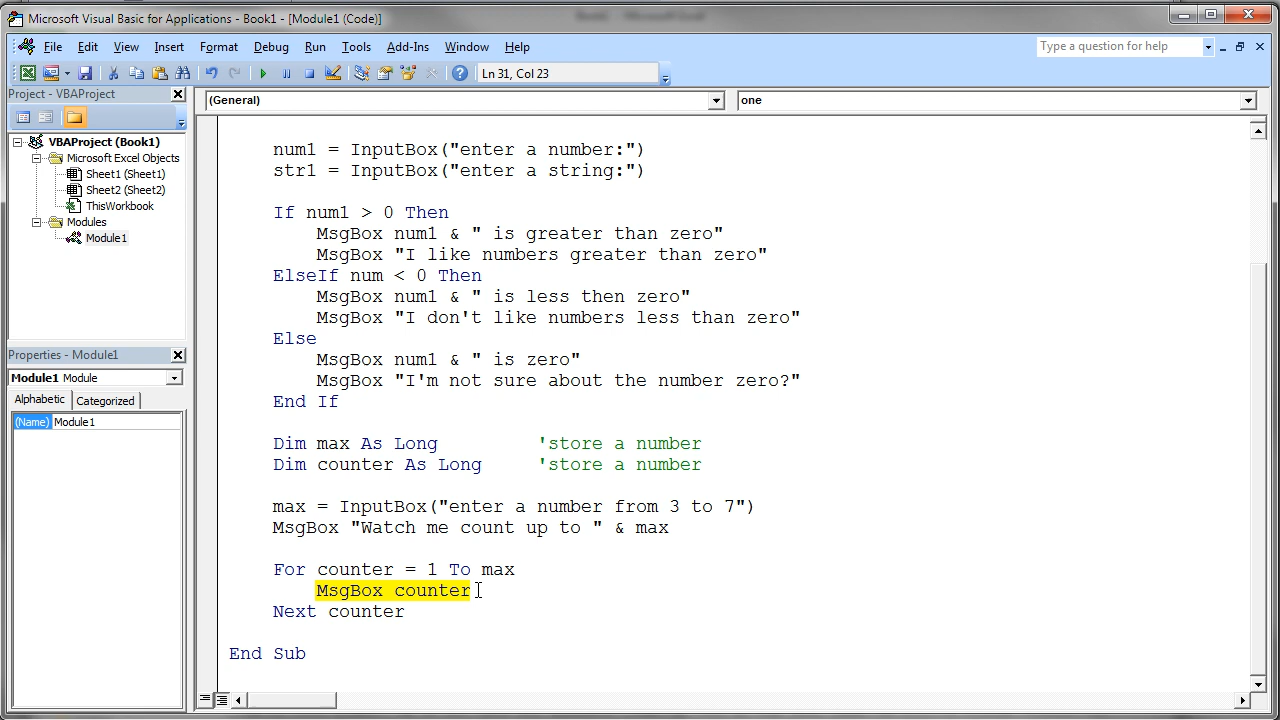 Microsoft Visual Basic for Applications - Book1 - [Module1 (Code)]
File Edit View Insert Format Debug Run Tools Add-Ins Window Help
Type a question for help
Ln 31, Col 23
Project - VBAProject
(General)
one
VBAProject (Book1)
Microsoft Excel Objects
Sheet1 (Sheet1)
Sheet2 (Sheet2)
ThisWorkbook
Modules
Module1
Properties - Module1
Module1 Module
Alphabetic Categorized
(Name) Module1
num1 = InputBox("enter a number:")
str1 = InputBox("enter a string:")
If num1 > 0 Then
MsgBox num1 & " is greater than zero"
MsgBox "I like numbers greater than zero"
ElseIf num < 0 Then
MsgBox num1 & " is less then zero"
MsgBox "I don't like numbers less than zero"
Else
MsgBox num1 & " is zero"
MsgBox "I'm not sure about the number zero?"
End If
Dim max As Long 'store a number
Dim counter As Long 'store a number
max = InputBox("enter a number from 3 to 7")
MsgBox "Watch me count up to " & max
For counter = 1 To max
MsgBox counter
Next counter
End Sub